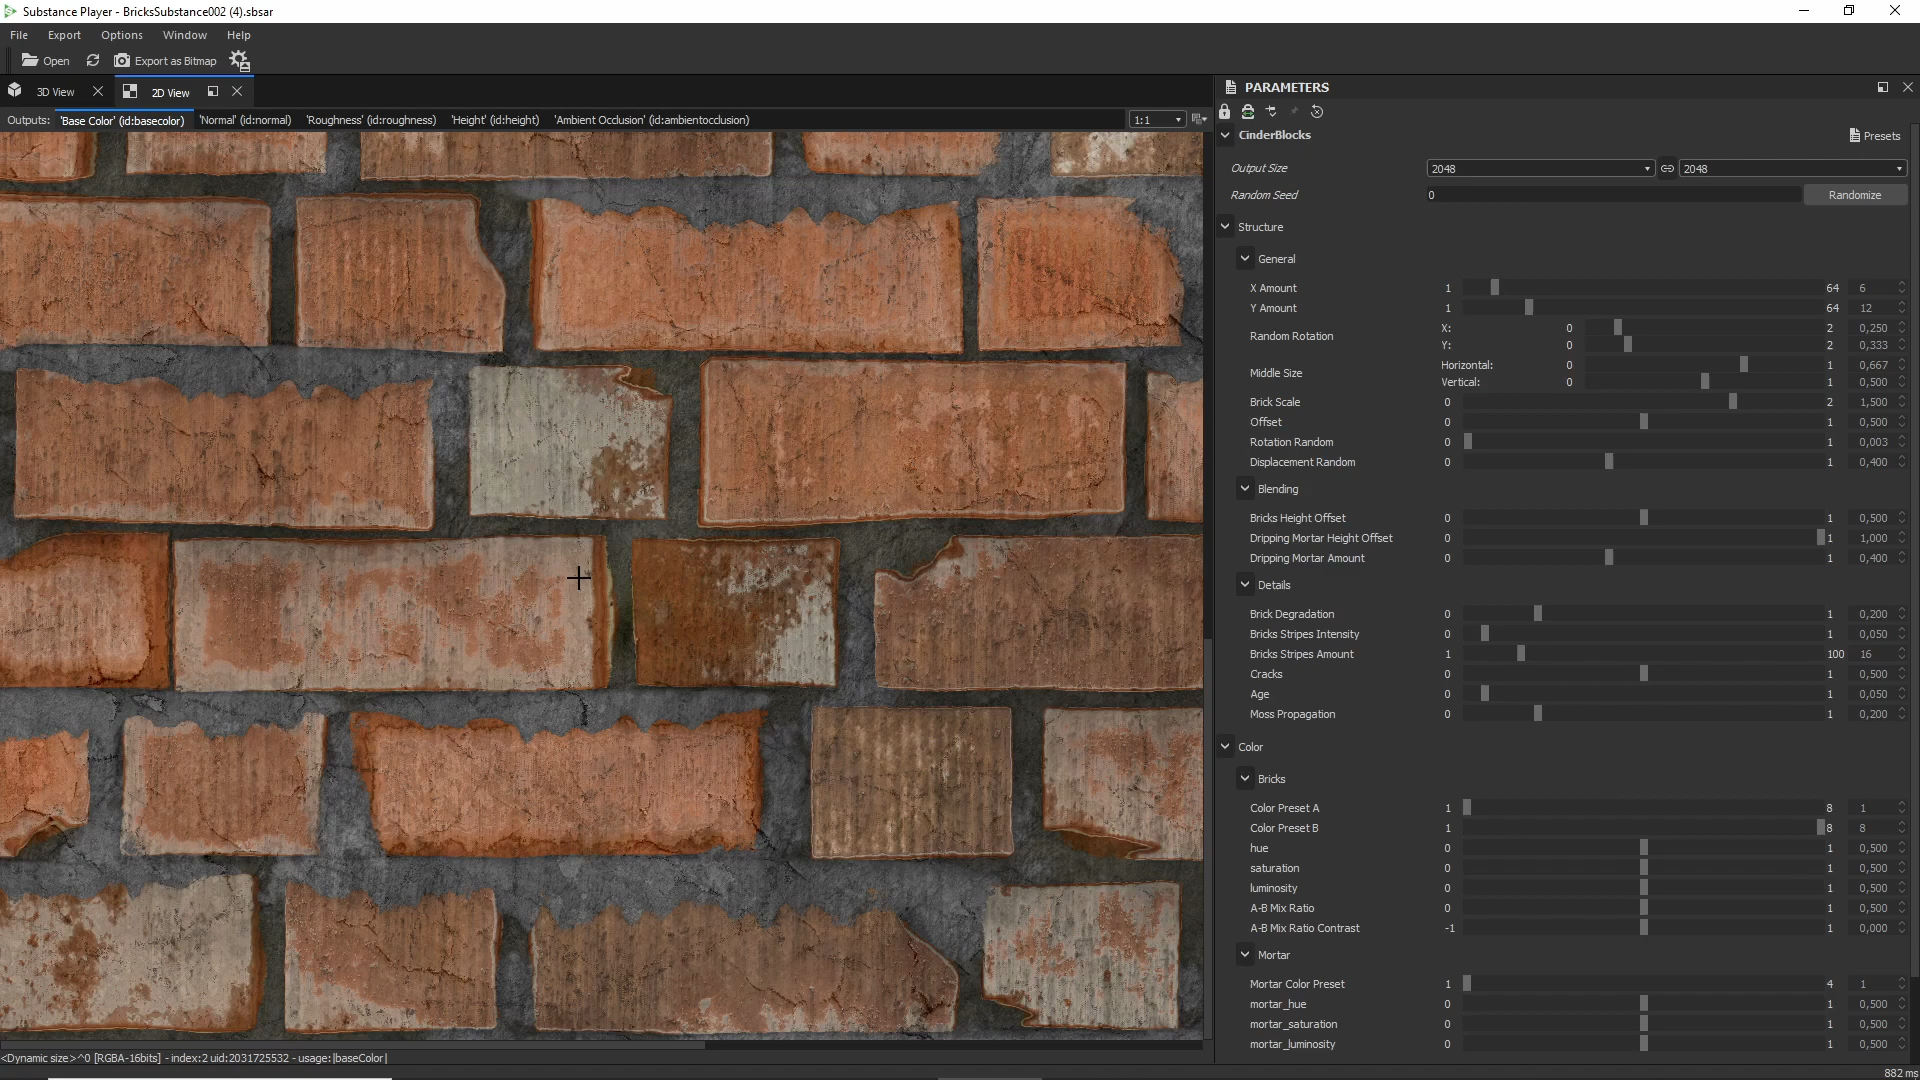 Substance Player - BricksSubstance002 (4).sbsar
File Export Options Window Help
Open Export as Bitmap
3D View 2D View
Outputs: 'Base Color' (id:basecolor) 'Normal' (id:normal) 'Roughness' (id:roughness) 'Height' (id:height) 'Ambient Occlusion' (id:ambientocclusion) 1:1
<Dynamic size>^0 [RGBA-16bits] - index:2 uid:2031725532 - usage:|baseColor|
PARAMETERS
CinderBlocks Presets
Output Size 2048 2048
Random Seed 0 Randomize
Structure
General
X Amount 1 64 6
Y Amount 1 64 12
Random Rotation X: 0 2 0,250
Y: 0 2 0,333
Middle Size Horizontal: 0 1 0,667
Vertical: 0 1 0,500
Brick Scale 0 2 1,500
Offset 0 1 0,500
Rotation Random 0 1 0,003
Displacement Random 0 1 0,400
Blending
Bricks Height Offset 0 1 0,500
Dripping Mortar Height Offset 0 1 1,000
Dripping Mortar Amount 0 1 0,400
Details
Brick Degradation 0 1 0,200
Bricks Stripes Intensity 0 1 0,050
Bricks Stripes Amount 1 100 16
Cracks 0 1 0,500
Age 0 1 0,050
Moss Propagation 0 1 0,200
Color
Bricks
Color Preset A 1 8 1
Color Preset B 1 8 8
hue 0 1 0,500
saturation 0 1 0,500
luminosity 0 1 0,500
A-B Mix Ratio 0 1 0,500
A-B Mix Ratio Contrast -1 1 0,000
Mortar
Mortar Color Preset 1 4 1
mortar_hue 0 1 0,500
mortar_saturation 0 1 0,500
mortar_luminosity 0 1 0,500
882 ms